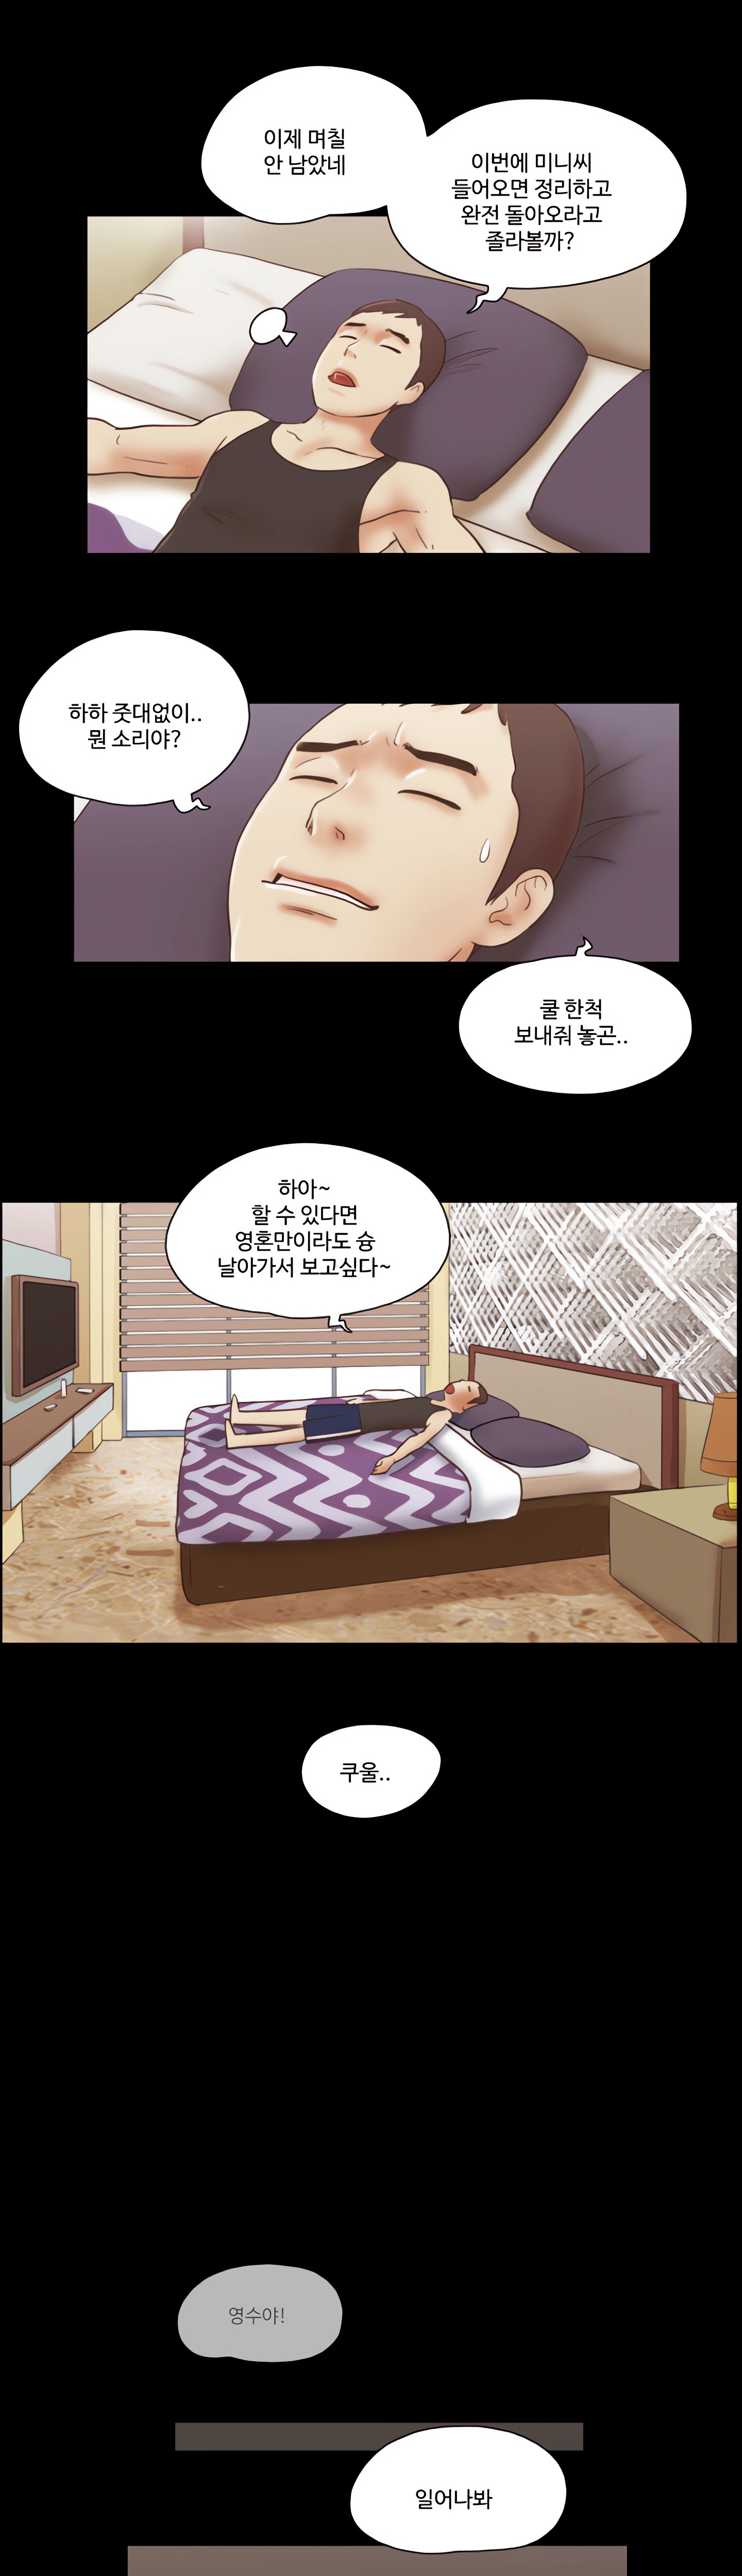 이제 며칠
안 남았네
이번에 미니씨
들어오면 정리하고
완전 돌아오라고
졸라볼까?
하하 줏대없이..
뭔 소리야?
쿨 한척
보내줘 놓곤..
하아~
할 수 있다면
영혼만이라도 슝
날아가서 보고싶다~
쿠울..
영수야!
일어나봐